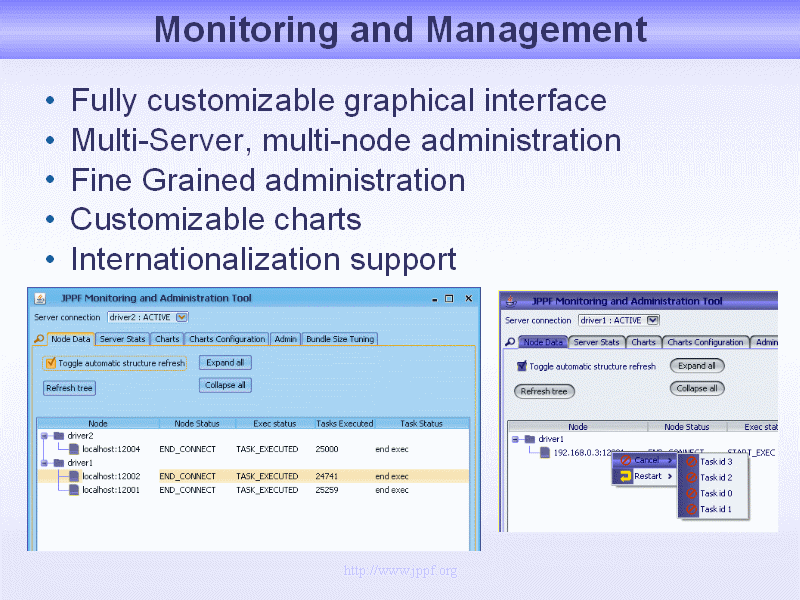 Monitoring and Management
• Fully customizable graphical interface
• Multi-Server, multi-node administration
• Fine Grained administration
• Customizable charts
• Internationalization support
JPPF Monitoring and Administration Tool
Server connection driver2 : ACTIVE
Node Data Server Stats Charts Charts Configuration Admin Bundle Size Tuning
Toggle automatic structure refresh Expand all
Refresh tree Collapse all
Node Node Status Exec status Tasks Executed Task Status
driver2
localhost:12004 END_CONNECT TASK_EXECUTED 25000 end exec
driver1
localhost:12002 END_CONNECT TASK_EXECUTED 24741 end exec
localhost:12001 END_CONNECT TASK_EXECUTED 25259 end exec
JPPF Monitoring and Administration Tool
Server connection driver1 : ACTIVE
Node Data Server Stats Charts Charts Configuration Admin
Toggle automatic structure refresh Expand all
Refresh tree Collapse all
Node Node Status Exec stat
driver1
192.168.0.3:12001 END_CONNECT START_EXEC
Cancel Task id 3
Restart Task id 2
Task id 0
Task id 1
http://www.jppf.org